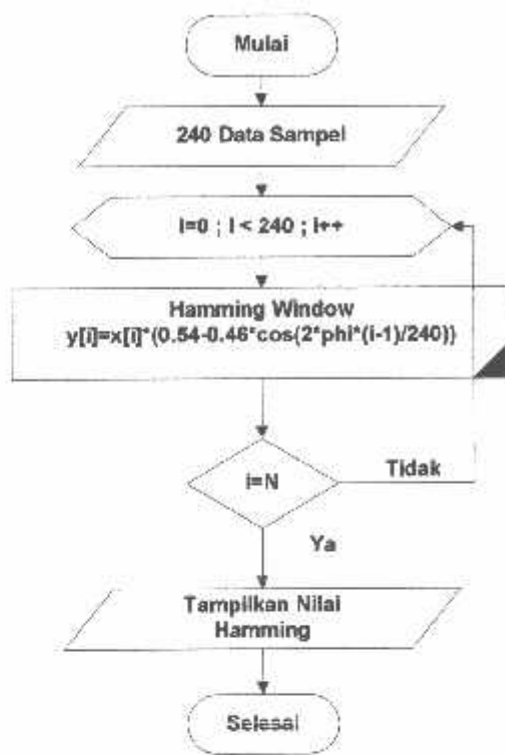 Mulai
240 Data Sampel
i=0 ; i < 240 ; i++
Hamming Window
y[i]=x[i]*(0.54-0.46*cos(2*phi*(i-1)/240))
i=N
Tidak
Ya
Tampilkan Nilai
Hamming
Selesai